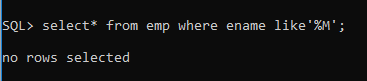 SQL> select* from emp where ename like'%M';
no rows selected